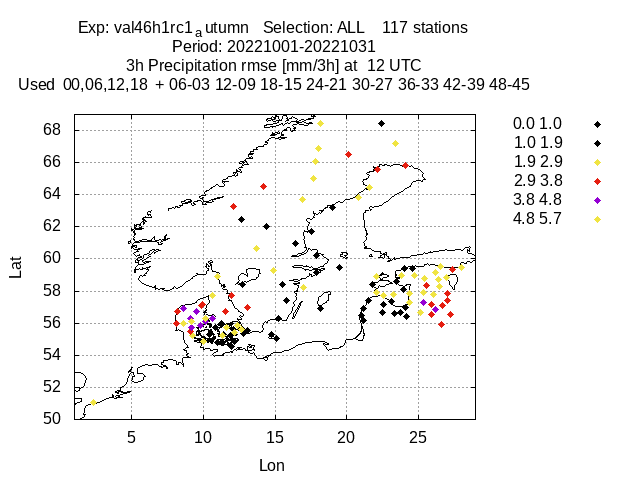 Exp: val46h1rc1a utumn Selection: ALL 117 stations
Period: 20221001-20221031
3h Precipitation rmse [mm/3h] at 12 UTC
Used 00,06,12,18 + 06-03 12-09 18-15 24-21 30-27 36-33 42-39 48-45
0.0 1.0
1.0 1.9
1.9 2.9
2.9 3.8
3.8 4.8
4.8 5.7
68
66
64
62
60
58
56
54
52
50
Lat
5 10 15 20 25
Lon